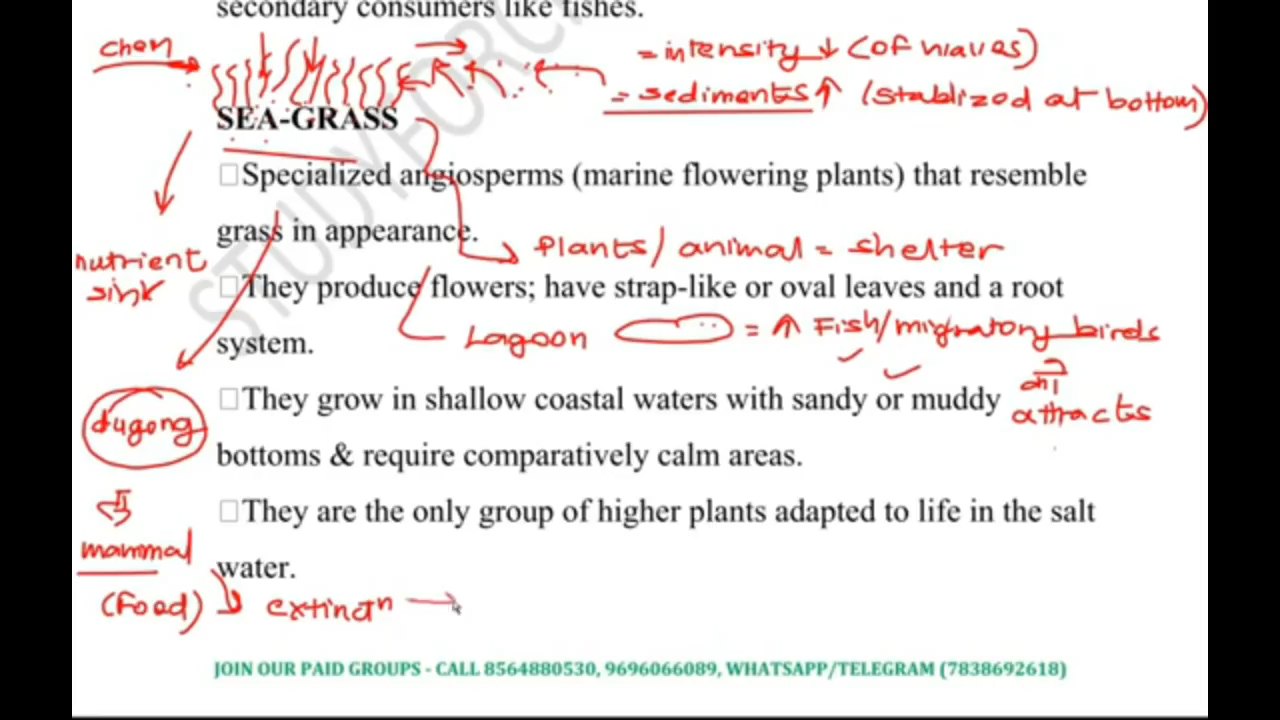 secondary consumers like fishes.
chem
= intensity ↓ (of waves)
= sediments ↑ (stablized at bottom)
SEA-GRASS
Specialized angiosperms (marine flowering plants) that resemble
grass in appearance.
Plants/animal = shelter
nutrient
sink
They produce flowers; have strap-like or oval leaves and a root
system.
Lagoon = ↑ Fish/migratory birds
attracts
dugong
They grow in shallow coastal waters with sandy or muddy
bottoms & require comparatively calm areas.
They are the only group of higher plants adapted to life in the salt
water.
mammal
(Food)
extinctn →
STUDYFORC
JOIN OUR PAID GROUPS - CALL 8564880530, 9696066089, WHATSAPP/TELEGRAM (7838692618)